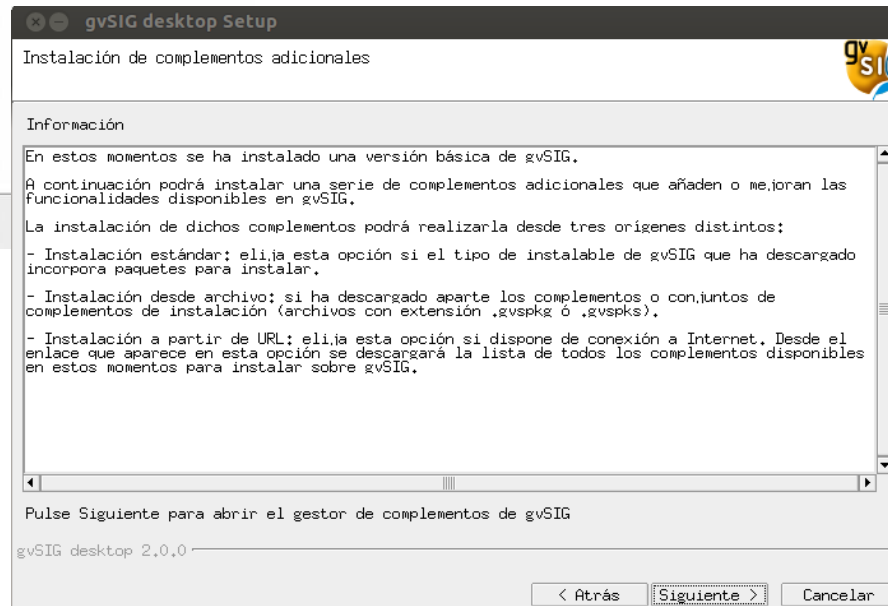 gvSIG desktop Setup
Instalación de complementos adicionales
gv
SIG
Información
En estos momentos se ha instalado una versión básica de gvSIG.
A continuación podrá instalar una serie de complementos adicionales que añaden o mejoran las
funcionalidades disponibles en gvSIG.
La instalación de dichos complementos podrá realizarla desde tres orígenes distintos:
- Instalación estándar: elija esta opción si el tipo de instalable de gvSIG que ha descargado
incorpora paquetes para instalar.
- Instalación desde archivo: si ha descargado aparte los complementos o conjuntos de
complementos de instalación (archivos con extensión .gvspkg ó .gvspks).
- Instalación a partir de URL: elija esta opción si dispone de conexión a Internet. Desde el
enlace que aparece en esta opción se descargará la lista de todos los complementos disponibles
en estos momentos para instalar sobre gvSIG.
Pulse Siguiente para abrir el gestor de complementos de gvSIG
gvSIG desktop 2.0.0
< Atrás Siguiente > Cancelar